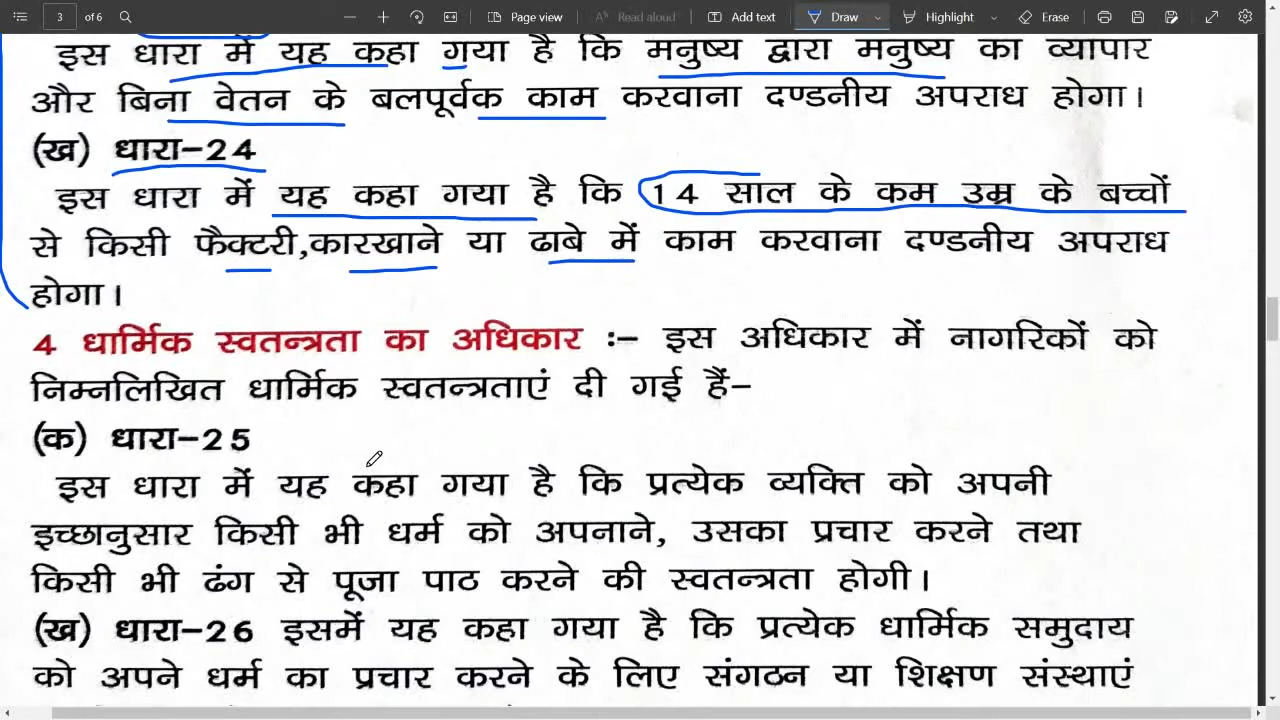 3 of 6 Page view Read aloud Add text Draw Highlight Erase
इस धारा में यह कहा गया है कि मनुष्य द्वारा मनुष्य का व्यापार
और बिना वेतन के बलपूर्वक काम करवाना दण्डनीय अपराध होगा।
(ख) धारा-24
इस धारा में यह कहा गया है कि 14 साल के कम उम्र के बच्चों
से किसी फैक्टरी,कारखाने या ढाबे में काम करवाना दण्डनीय अपराध
होगा।
4 धार्मिक स्वतन्त्रता का अधिकार :- इस अधिकार में नागरिकों को
निम्नलिखित धार्मिक स्वतन्त्रताएं दी गई हैं-
(क) धारा-25
इस धारा में यह कहा गया है कि प्रत्येक व्यक्ति को अपनी
इच्छानुसार किसी भी धर्म को अपनाने, उसका प्रचार करने तथा
किसी भी ढंग से पूजा पाठ करने की स्वतन्त्रता होगी।
(ख) धारा-26 इसमें यह कहा गया है कि प्रत्येक धार्मिक समुदाय
को अपने धर्म का प्रचार करने के लिए संगठन या शिक्षण संस्थाएं